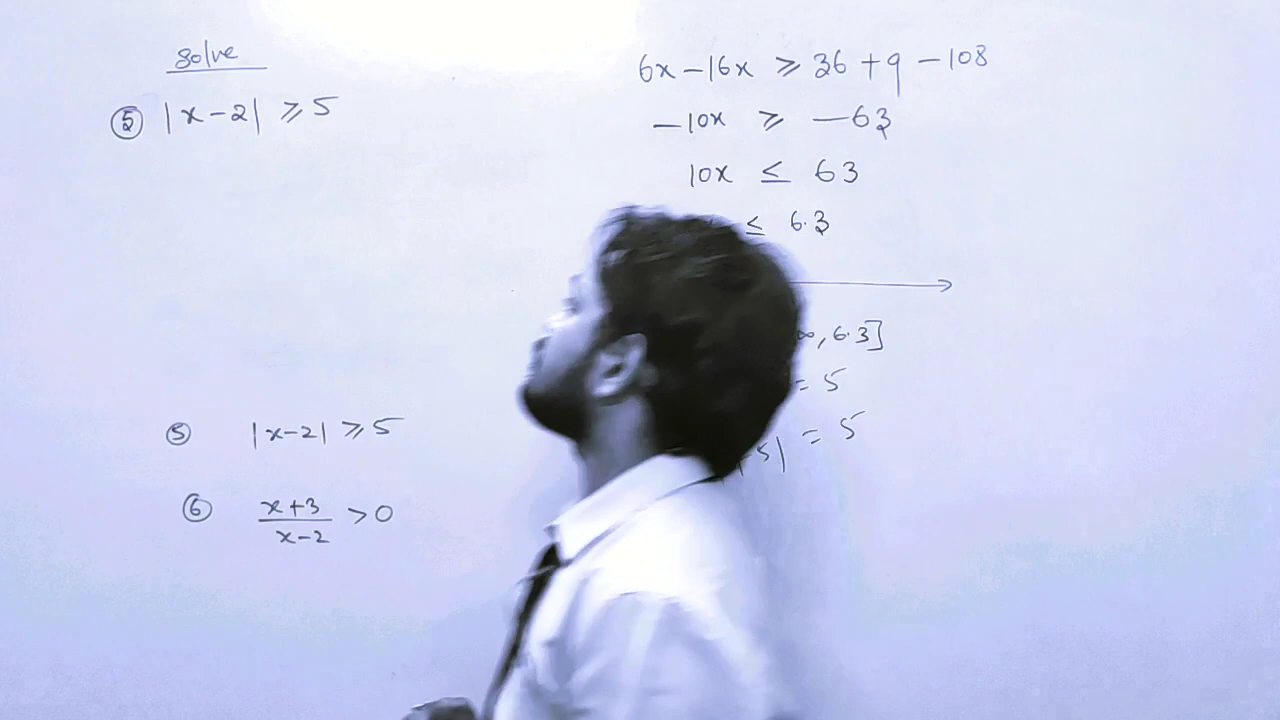 solve
⑤ |x-2| ≥ 5
⑤ |x-2| ≥ 5
⑥ x+3/x-2 > 0
6x - 16x ≥ 36 + 9 - 108
-10x ≥ -63
10x ≤ 63
≤ 6.3
∞, 6.3]
= 5
5| = 5